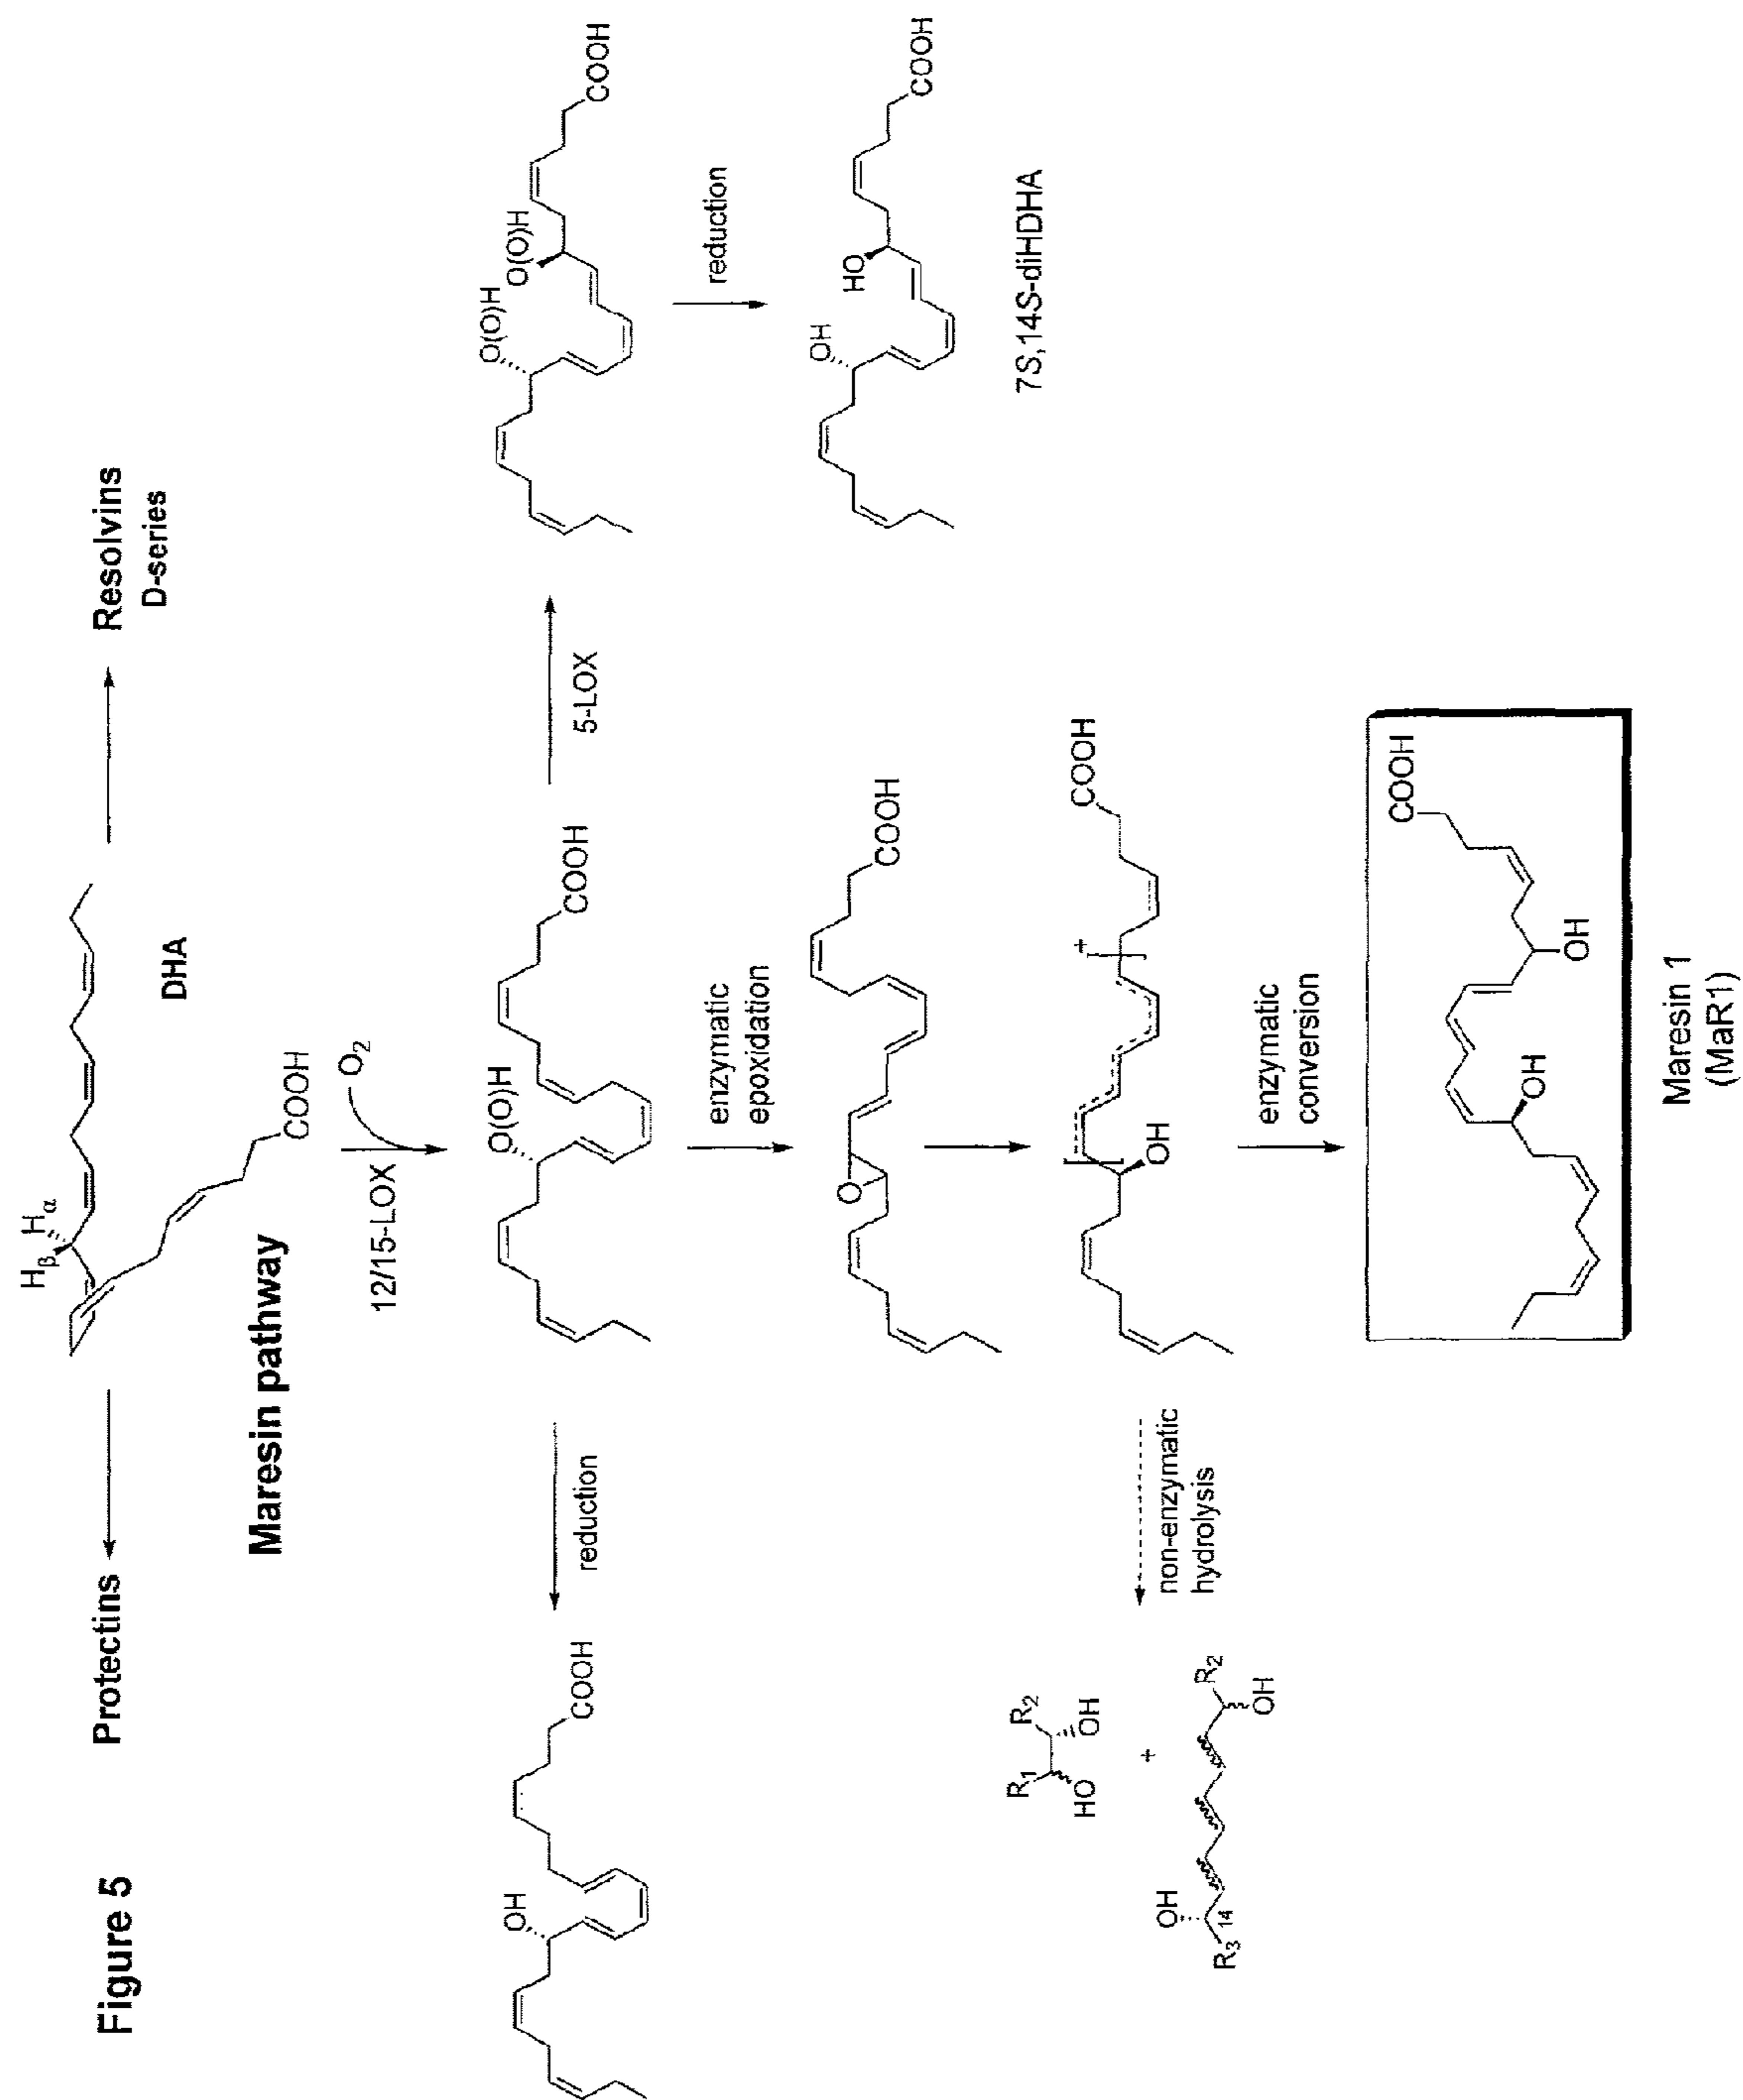 Figure 5
Protectins
Resolvins
D-series
Hβ
Hα
DHA
COOH
Maresin pathway
12/15-LOX
O2
OH
COOH
reduction
O(O)H
COOH
5-LOX
O(O)H
O(O)H
COOH
enzymatic
epoxidation
reduction
O
COOH
OH
HO
COOH
7S,14S-diHDHA
R1
R2
HO
OH
+
OH
R3
14
R2
OH
non-enzymatic
hydrolysis
OH
+
COOH
enzymatic
conversion
OH
OH
COOH
Maresin 1
(MaR1)